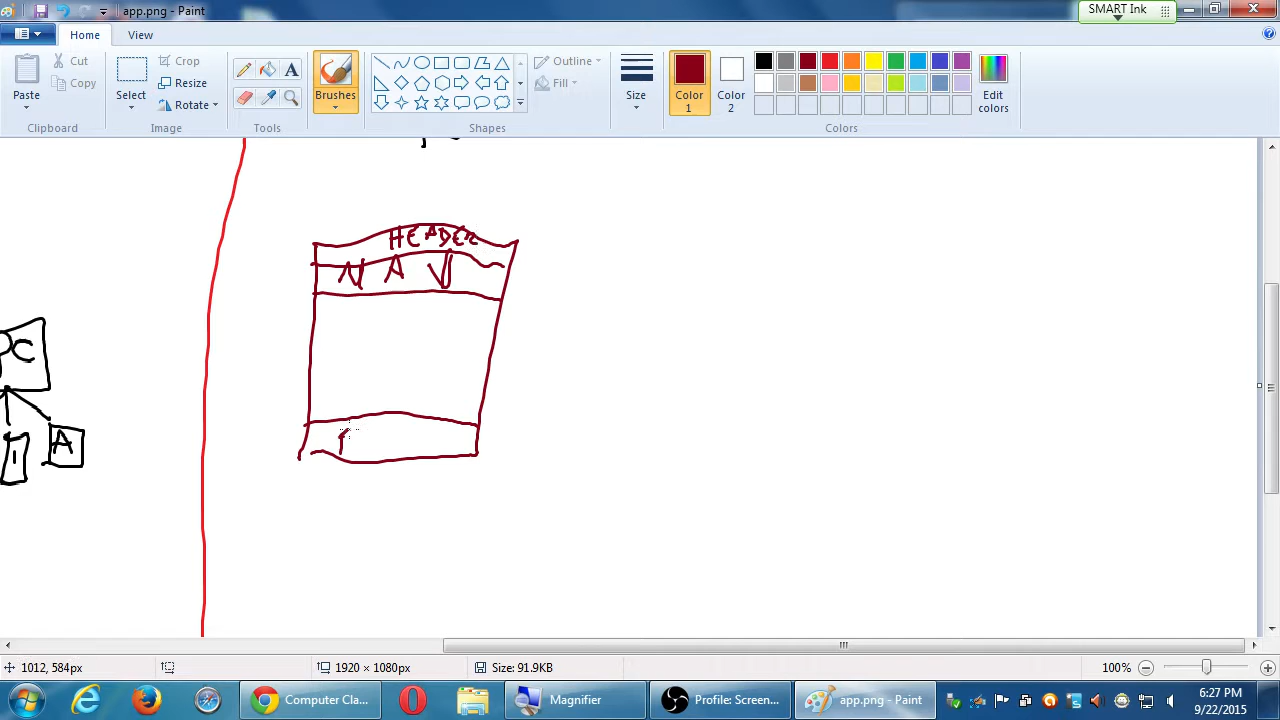 app.png - Paint
SMART Ink
Home View
Paste
Cut
Copy
Clipboard
Select
Crop
Resize
Rotate
Image
Tools
Brushes
Shapes
Outline
Fill
Size
Color 1
Color 2
Edit colors
Colors
HEADER
N A V
PC
1 A
1012, 584px
1920 × 1080px
Size: 91.9KB
100%
Computer Cla...
Magnifier
Profile: Screen...
app.png - Paint
6:27 PM
9/22/2015